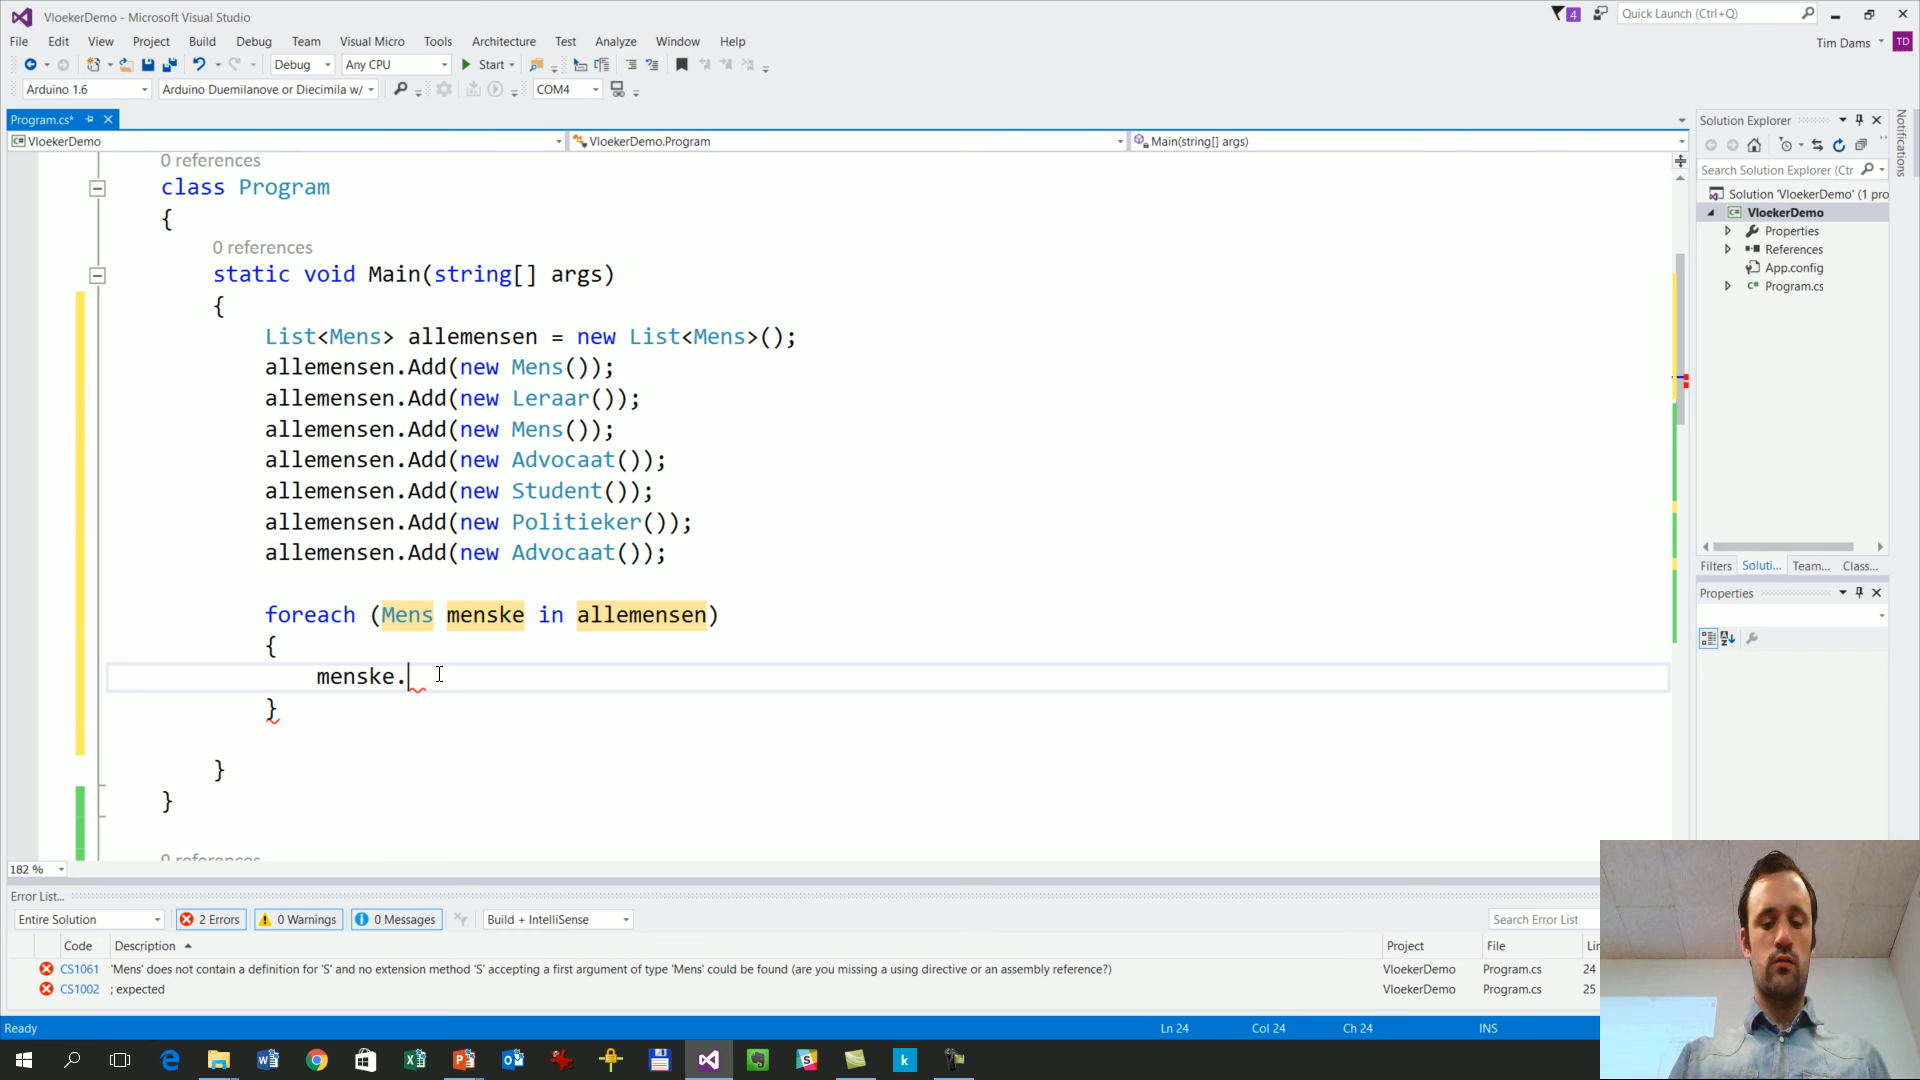 VloekerDemo - Microsoft Visual Studio
4
Quick Launch (Ctrl+Q)
File Edit View Project Build Debug Team Visual Micro Tools Architecture Test Analyze Window Help
Tim Dams TD
Debug Any CPU Start
Arduino 1.6 Arduino Duemilanove or Diecimila w/ COM4
Program.cs*
VloekerDemo VloekerDemo.Program Main(string[] args)
0 references
class Program
{
0 references
static void Main(string[] args)
{
List<Mens> allemensen = new List<Mens>();
allemensen.Add(new Mens());
allemensen.Add(new Leraar());
allemensen.Add(new Mens());
allemensen.Add(new Advocaat());
allemensen.Add(new Student());
allemensen.Add(new Politieker());
allemensen.Add(new Advocaat());
foreach (Mens menske in allemensen)
{
menske.
}
}
}
0 references
182 %
Solution Explorer
Search Solution Explorer (Ctr
Solution 'VloekerDemo' (1 pro
VloekerDemo
Properties
References
App.config
Program.cs
Filters Soluti... Team... Class...
Properties
Notifications
Error List...
Entire Solution 2 Errors 0 Warnings 0 Messages Build + IntelliSense Search Error List
Code Description Project File Lin
CS1061 'Mens' does not contain a definition for 'S' and no extension method 'S' accepting a first argument of type 'Mens' could be found (are you missing a using directive or an assembly reference?) VloekerDemo Program.cs 24
CS1002 ; expected VloekerDemo Program.cs 25
Ready Ln 24 Col 24 Ch 24 INS